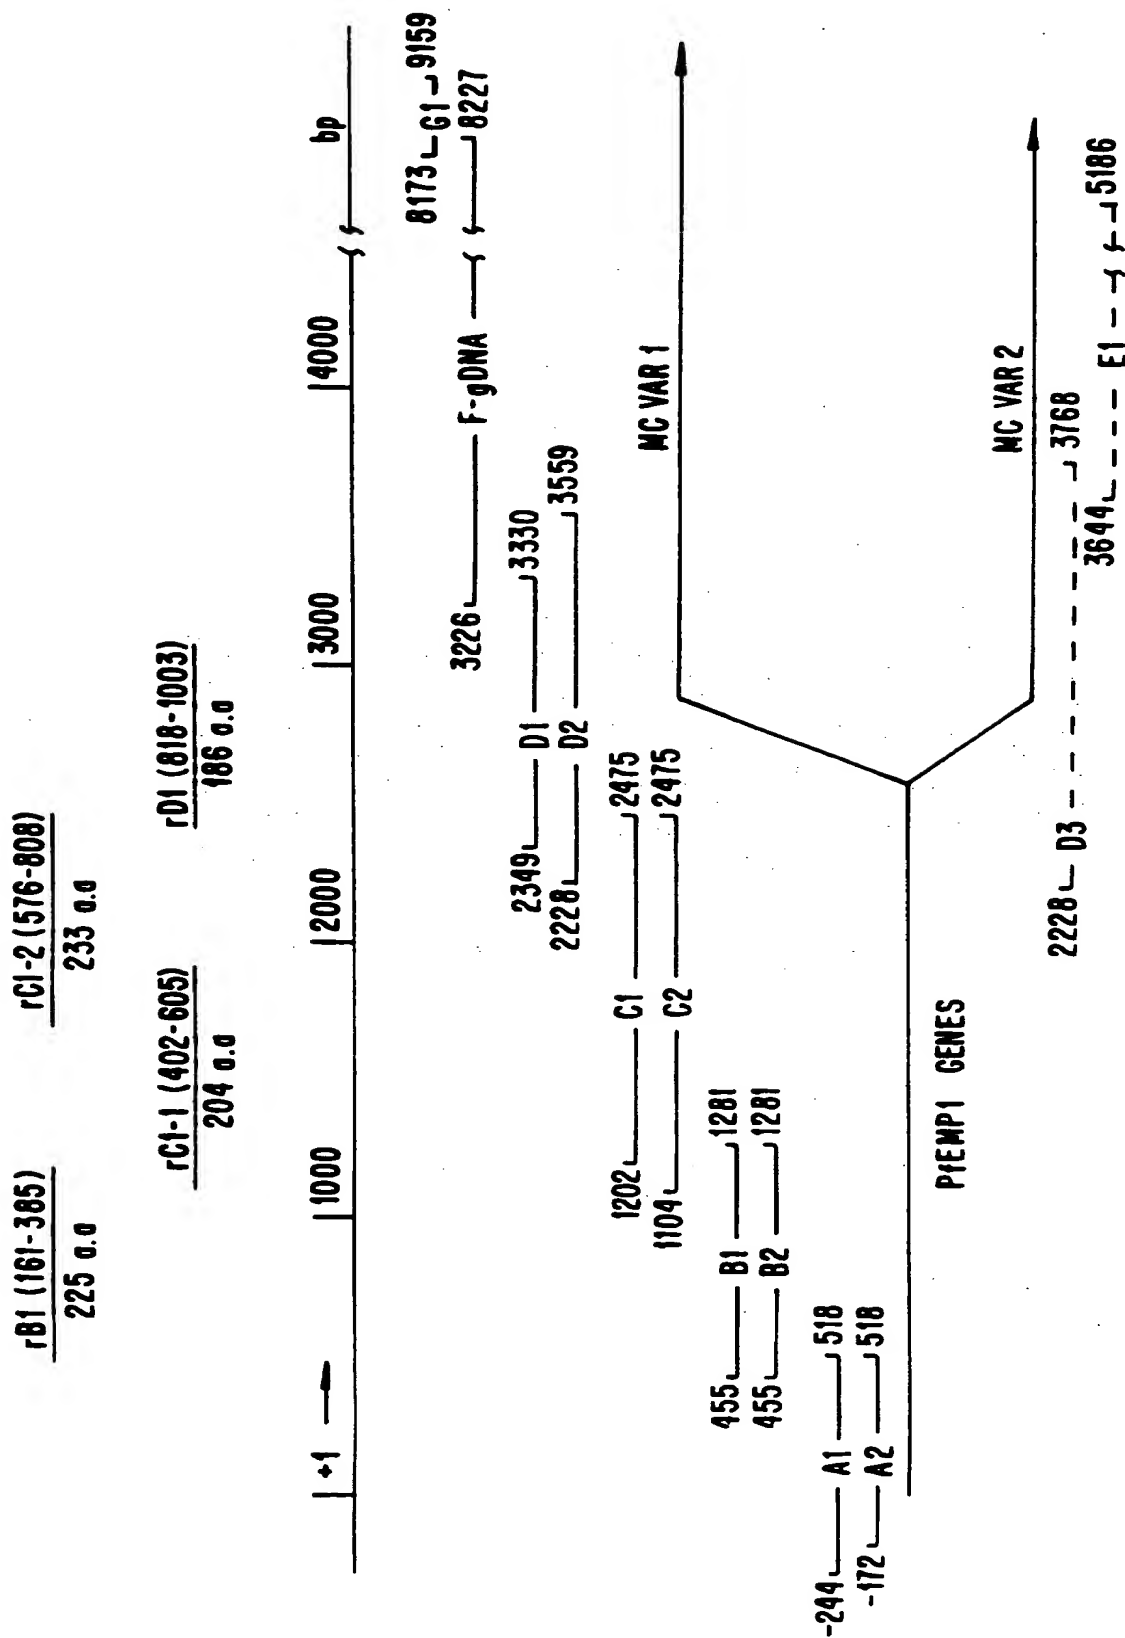 rB1 (161-385)
225 a.a
rC1-2 (576-808)
233 a.a
rC1-1 (402-605)
204 a.a
rD1 (818-1003)
186 a.a
+1
1000
2000
3000
4000
bp
8173 G1 9159
3226 F-gDNA 8227
2349 D1 3330
2228 D2 3559
1202 C1 2475
1104 C2 2475
455 B1 1281
455 B2 1281
-244 A1 518
-172 A2 518
MC VAR 1
PfEMP1 GENES
MC VAR 2
2228 D3 3768
3644 E1 5186